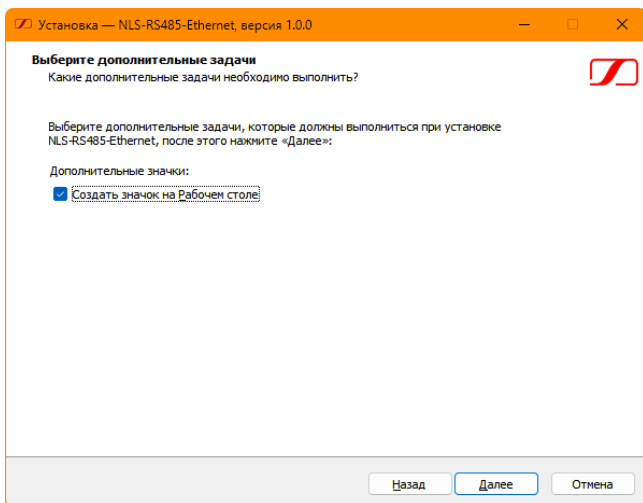 Установка — NLS-RS485-Ethernet, версия 1.0.0
Выберите дополнительные задачи
Какие дополнительные задачи необходимо выполнить?
Выберите дополнительные задачи, которые должны выполниться при установке
NLS-RS485-Ethernet, после этого нажмите «Далее»:
Дополнительные значки:
Создать значок на Рабочем столе
Назад
Далее
Отмена